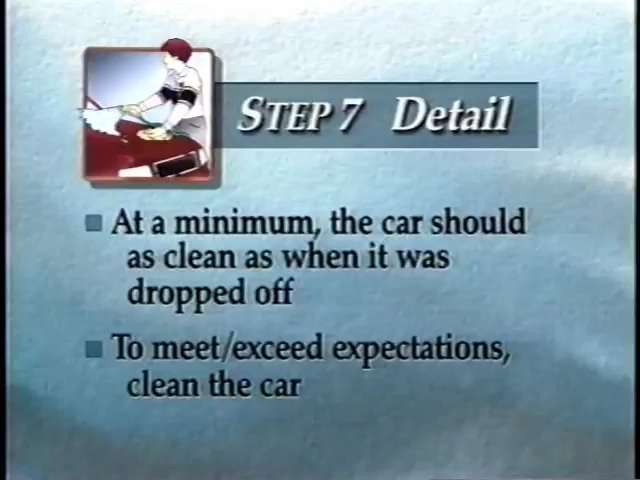 STEP 7 Detail
At a minimum, the car should
as clean as when it was
dropped off
To meet/exceed expectations,
clean the car